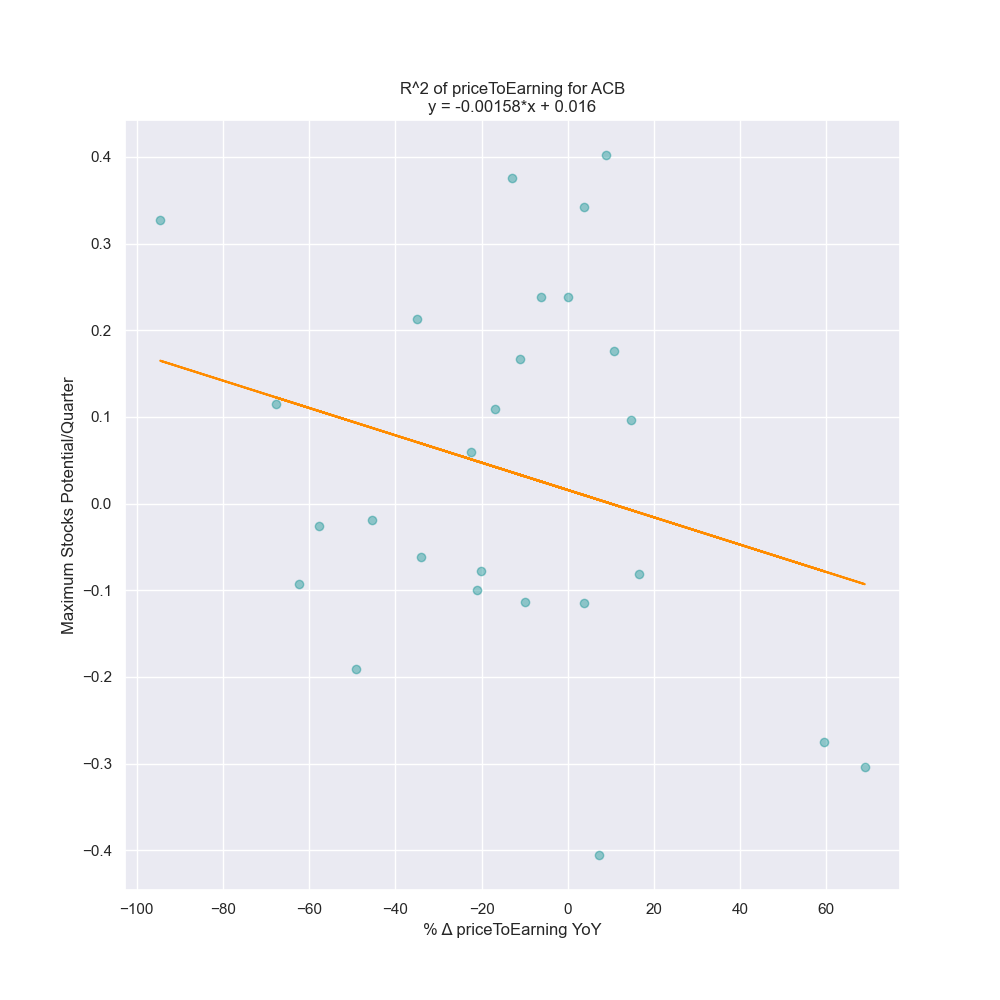 R^2 of priceToEarning for ACB
y = -0.00158*x + 0.016
0.4
0.3
0.2
0.1
0.0
−0.1
−0.2
−0.3
−0.4
Maximum Stocks Potential/Quarter
−100 −80 −60 −40 −20 0 20 40 60
% Δ priceToEarning YoY